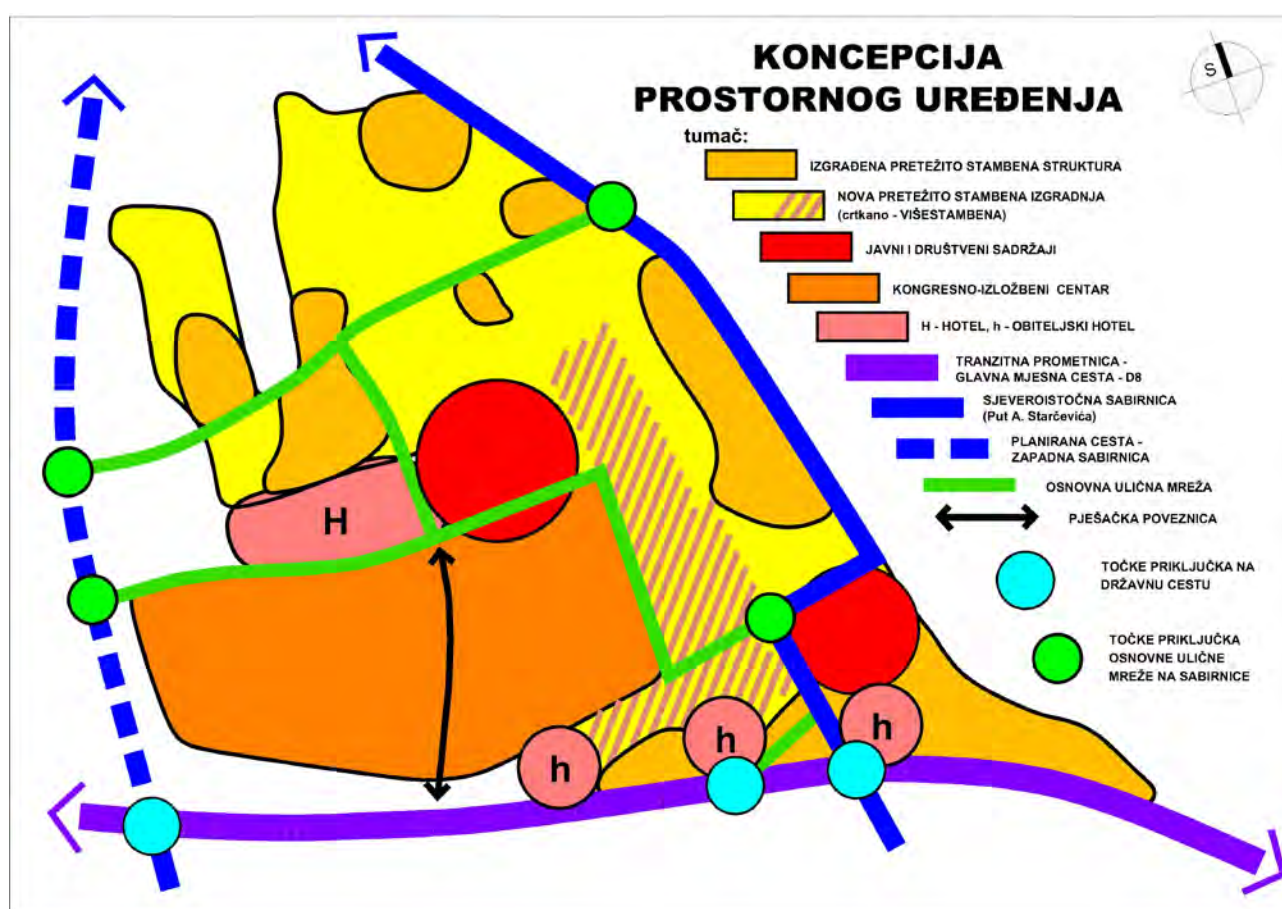 KONCEPCIJA
PROSTORNOG UREĐENJA
S
tumač:
IZGRAĐENA PRETEŽITO STAMBENA STRUKTURA
NOVA PRETEŽITO STAMBENA IZGRADNJA
(crtkano - VIŠESTAMBENA)
JAVNI I DRUŠTVENI SADRŽAJI
KONGRESNO-IZLOŽBENI CENTAR
H - HOTEL, h - OBITELJSKI HOTEL
TRANZITNA PROMETNICA -
GLAVNA MJESNA CESTA - D8
SJEVEROISTOČNA SABIRNICA
(Put A. Starčevića)
PLANIRANA CESTA -
ZAPADNA SABIRNICA
OSNOVNA ULIČNA MREŽA
PJEŠAČKA POVEZNICA
TOČKE PRIKLJUČKA NA
DRŽAVNU CESTU
TOČKE PRIKLJUČKA
OSNOVNE ULIČNE
MREŽE NA SABIRNICE
H
h
h
h